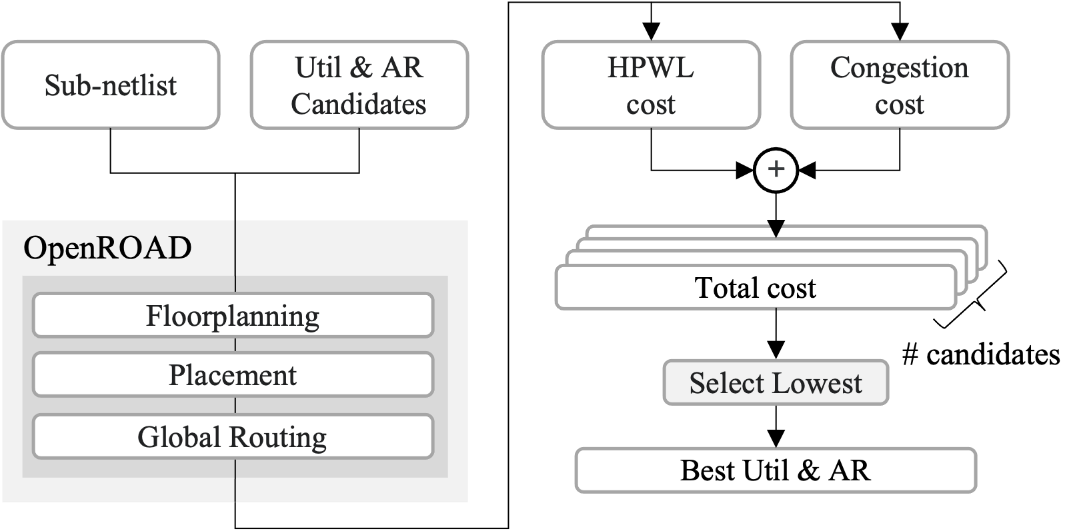 Sub-netlist
Util & AR
Candidates
OpenROAD
Floorplanning
Placement
Global Routing
HPWL
cost
Congestion
cost
+
Total cost
# candidates
Select Lowest
Best Util & AR